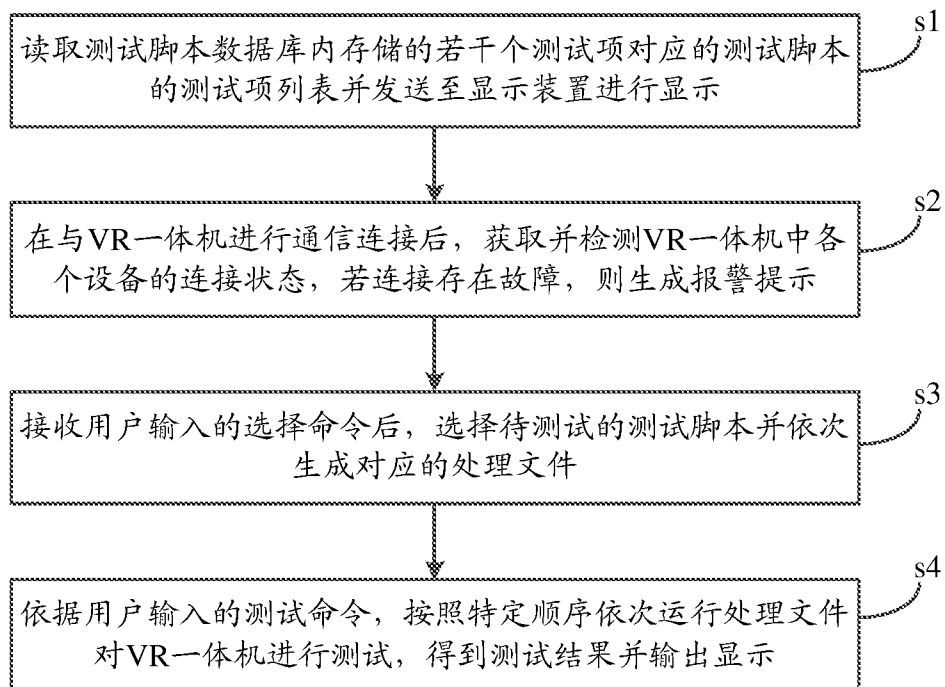 s1
读取测试脚本数据库内存储的若干个测试项对应的测试脚本
的测试项列表并发送至显示装置进行显示
s2
在与VR一体机进行通信连接后，获取并检测VR一体机中各
个设备的连接状态，若连接存在故障，则生成报警提示
s3
接收用户输入的选择命令后，选择待测试的测试脚本并依次
生成对应的处理文件
s4
依据用户输入的测试命令，按照特定顺序依次运行处理文件
对VR一体机进行测试，得到测试结果并输出显示